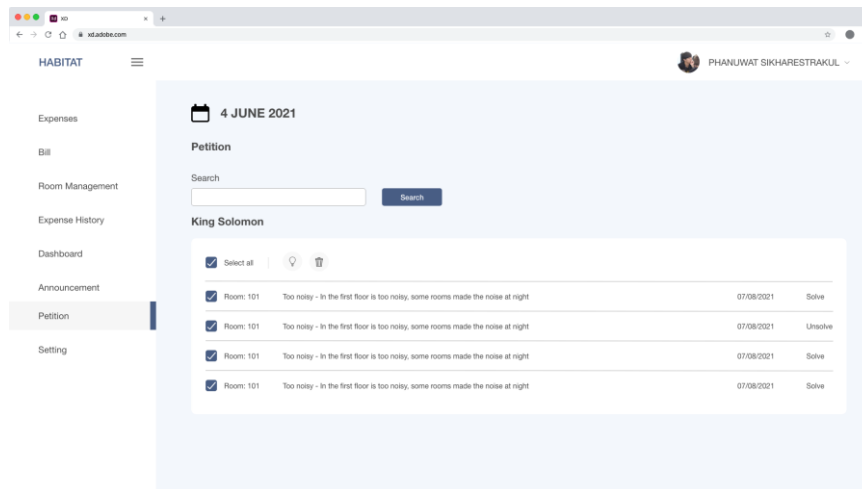 Xd XD × +
xd.adobe.com
HABITAT
PHANUWAT SIKHARESTRAKUL
Expenses
Bill
Room Management
Expense History
Dashboard
Announcement
Petition
Setting
4 JUNE 2021
Petition
Search
Search
King Solomon
Select all
Room: 101 Too noisy - In the first floor is too noisy, some rooms made the noise at night 07/08/2021 Solve
Room: 101 Too noisy - In the first floor is too noisy, some rooms made the noise at night 07/08/2021 Unsolve
Room: 101 Too noisy - In the first floor is too noisy, some rooms made the noise at night 07/08/2021 Solve
Room: 101 Too noisy - In the first floor is too noisy, some rooms made the noise at night 07/08/2021 Solve